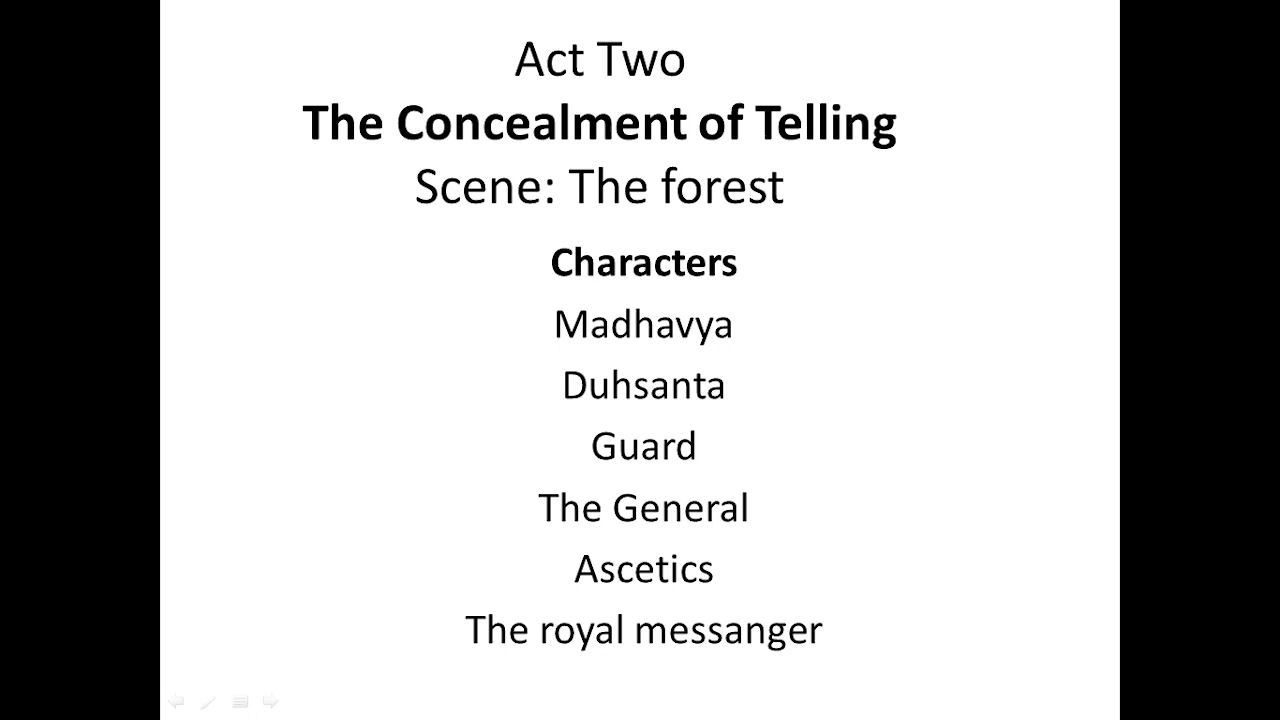 Act Two
The Concealment of Telling
Scene: The forest
Characters
Madhavya
Duhsanta
Guard
The General
Ascetics
The royal messanger